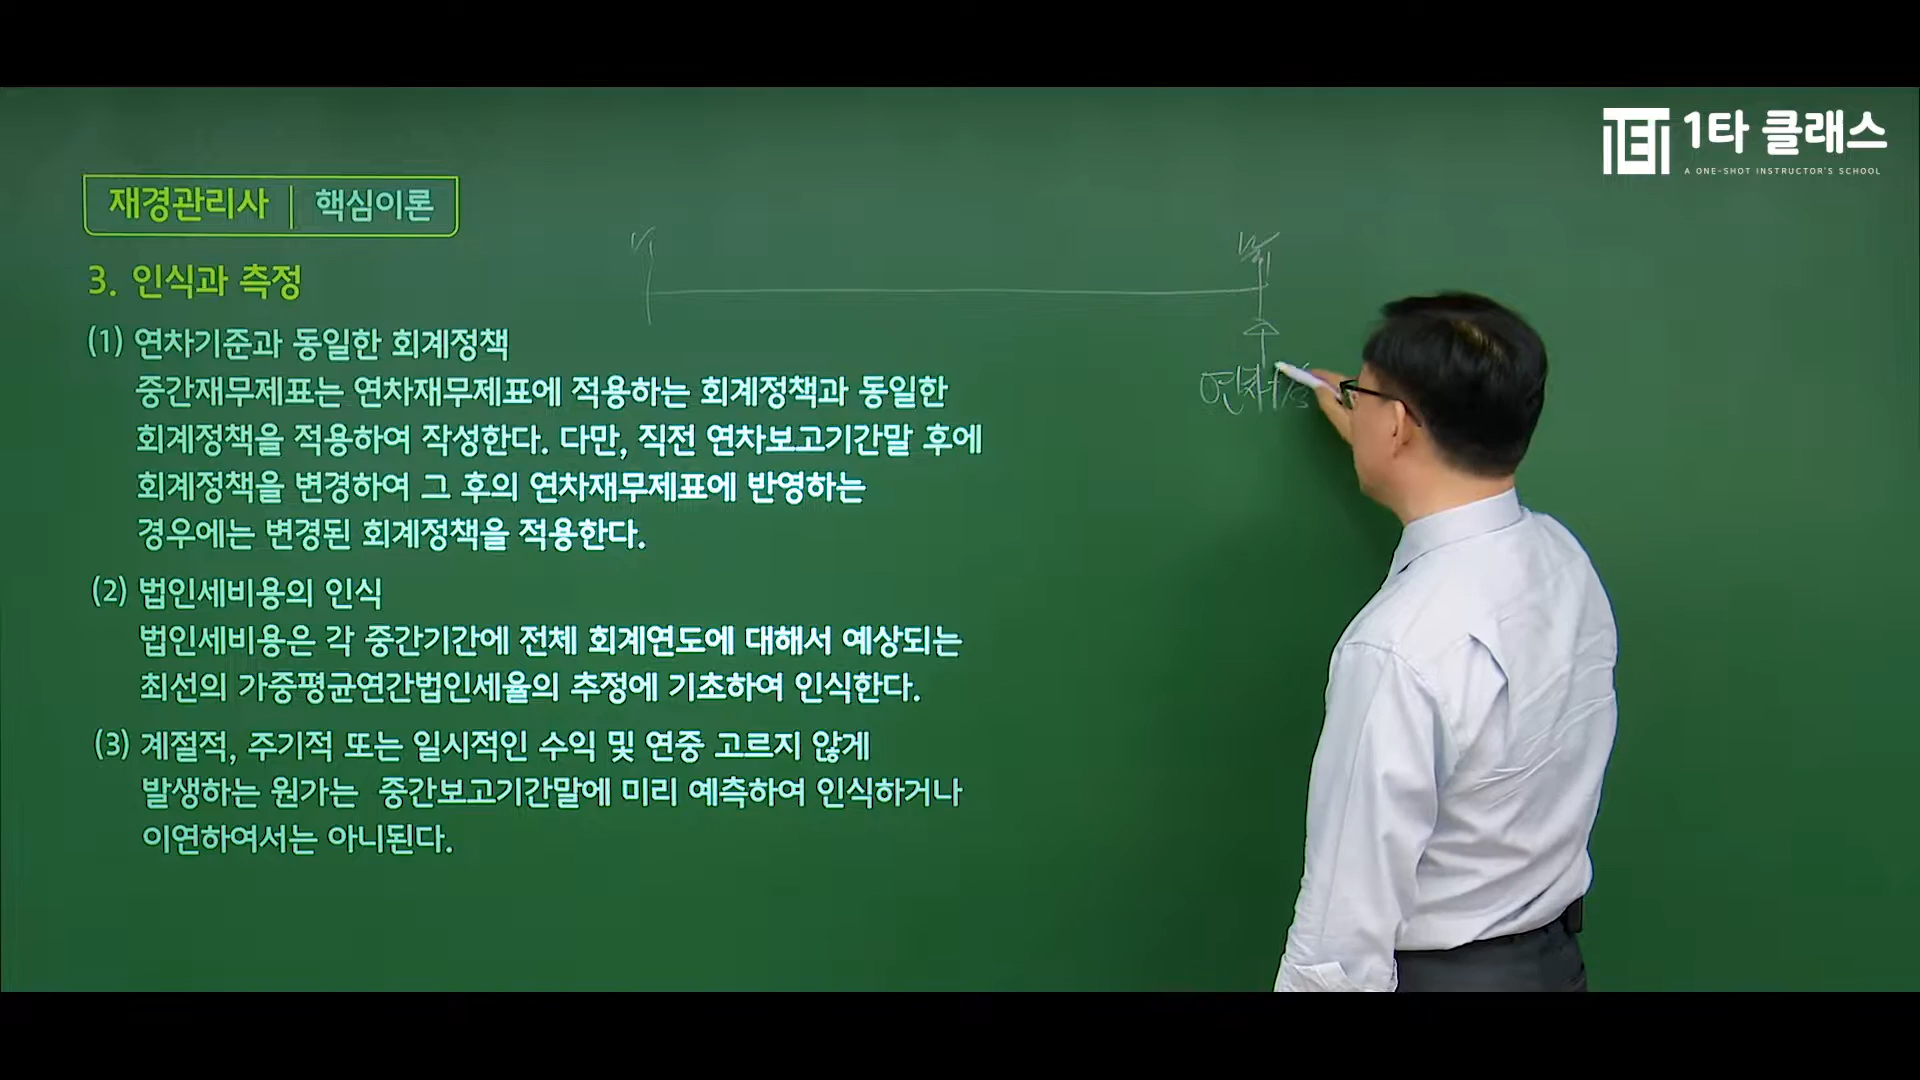 1타 클래스
A ONE-SHOT INSTRUCTOR'S SCHOOL
재경관리사 | 핵심이론
3. 인식과 측정
(1) 연차기준과 동일한 회계정책
중간재무제표는 연차재무제표에 적용하는 회계정책과 동일한
회계정책을 적용하여 작성한다. 다만, 직전 연차보고기간말 후에
회계정책을 변경하여 그 후의 연차재무제표에 반영하는
경우에는 변경된 회계정책을 적용한다.
(2) 법인세비용의 인식
법인세비용은 각 중간기간에 전체 회계연도에 대해서 예상되는
최선의 가중평균연간법인세율의 추정에 기초하여 인식한다.
(3) 계절적, 주기적 또는 일시적인 수익 및 연중 고르지 않게
발생하는 원가는 중간보고기간말에 미리 예측하여 인식하거나
이연하여서는 아니된다.
1/1
연차f/s